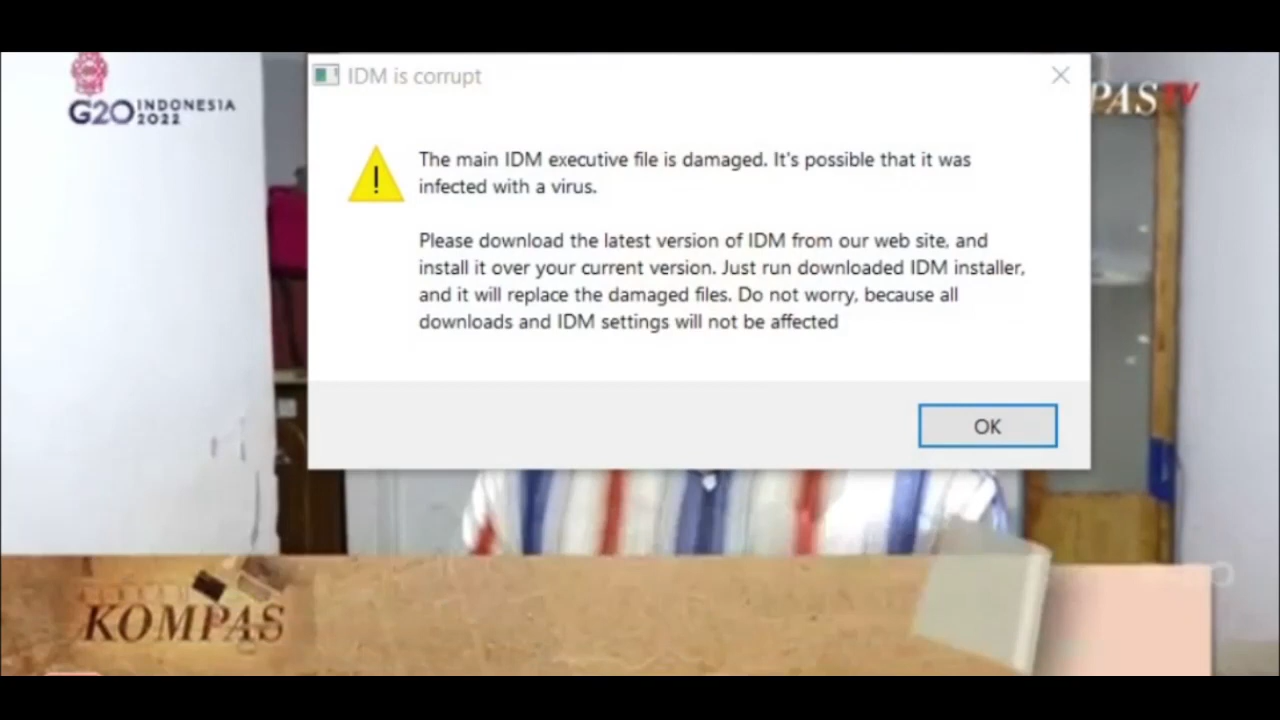 G20 INDONESIA
2022
IDM is corrupt
PAS TV
The main IDM executive file is damaged. It's possible that it was
infected with a virus.
Please download the latest version of IDM from our web site, and
install it over your current version. Just run downloaded IDM installer,
and it will replace the damaged files. Do not worry, because all
downloads and IDM settings will not be affected
OK
KOMPAS